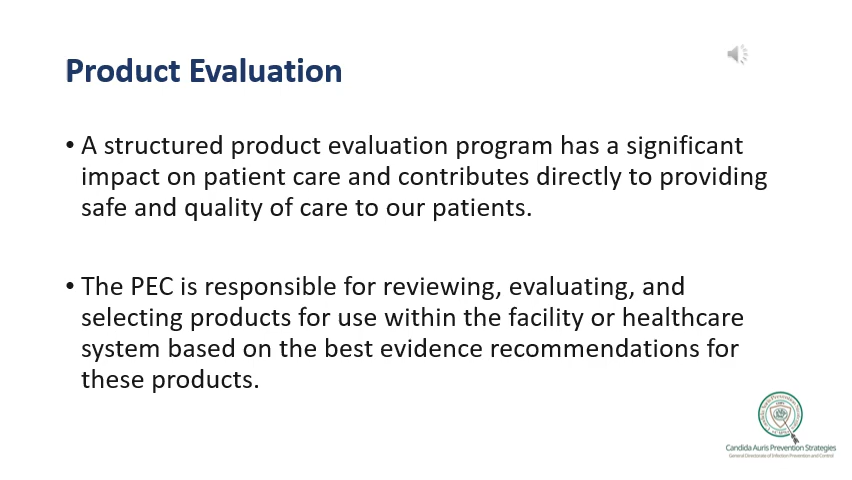 Product Evaluation
• A structured product evaluation program has a significant
impact on patient care and contributes directly to providing
safe and quality of care to our patients.
• The PEC is responsible for reviewing, evaluating, and
selecting products for use within the facility or healthcare
system based on the best evidence recommendations for
these products.
Candida Auris Prevention Strategies
General Directorate of Infection Prevention and Control